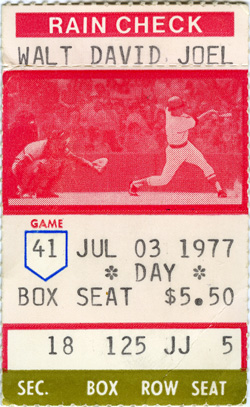 RAIN CHECK
WALT DAVID JOEL
GAME
41 JUL 03 1977
* DAY *
BOX SEAT $5.50
18 125 JJ 5
SEC. BOX ROW SEAT